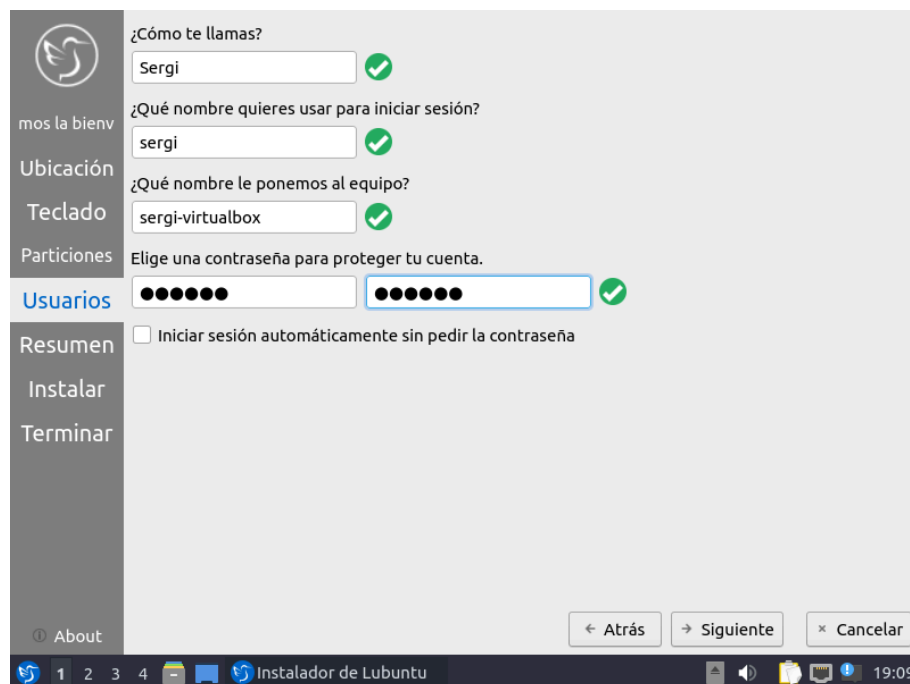 ¿Cómo te llamas?
Sergi
¿Qué nombre quieres usar para iniciar sesión?
sergi
¿Qué nombre le ponemos al equipo?
sergi-virtualbox
Elige una contraseña para proteger tu cuenta.
●●●●●● ●●●●●●
Iniciar sesión automáticamente sin pedir la contraseña
mos la bienv
Ubicación
Teclado
Particiones
Usuarios
Resumen
Instalar
Terminar
About
Atrás Siguiente Cancelar
1 2 3 4 Instalador de Lubuntu 19:09